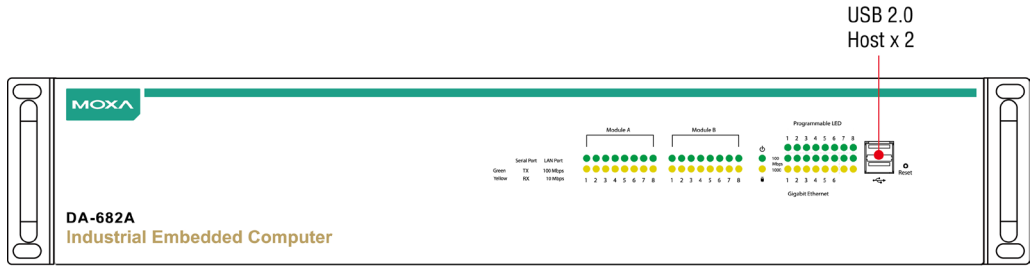 USB 2.0
Host x 2
MOXA
Programmable LED
Module A
Module B
1 2 3 4 5 6 7 8
Serial Port LAN Port
100
Mbps
1000
Green TX 100 Mbps
Yellow RX 10 Mbps
1 2 3 4 5 6 7 8
1 2 3 4 5 6 7 8
1 2 3 4 5 6
Reset
Gigabit Ethernet
DA-682A
Industrial Embedded Computer